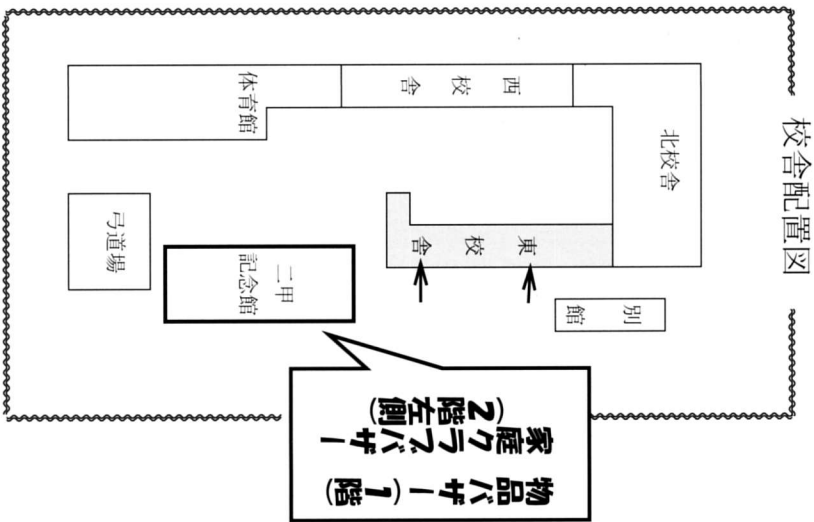 校舎配置図
北校舎
西校舎
体育館
東校舎
別館
弓道場
二甲
記念館
物品バザー(1階)
家庭クラブバザー
(2階左側)